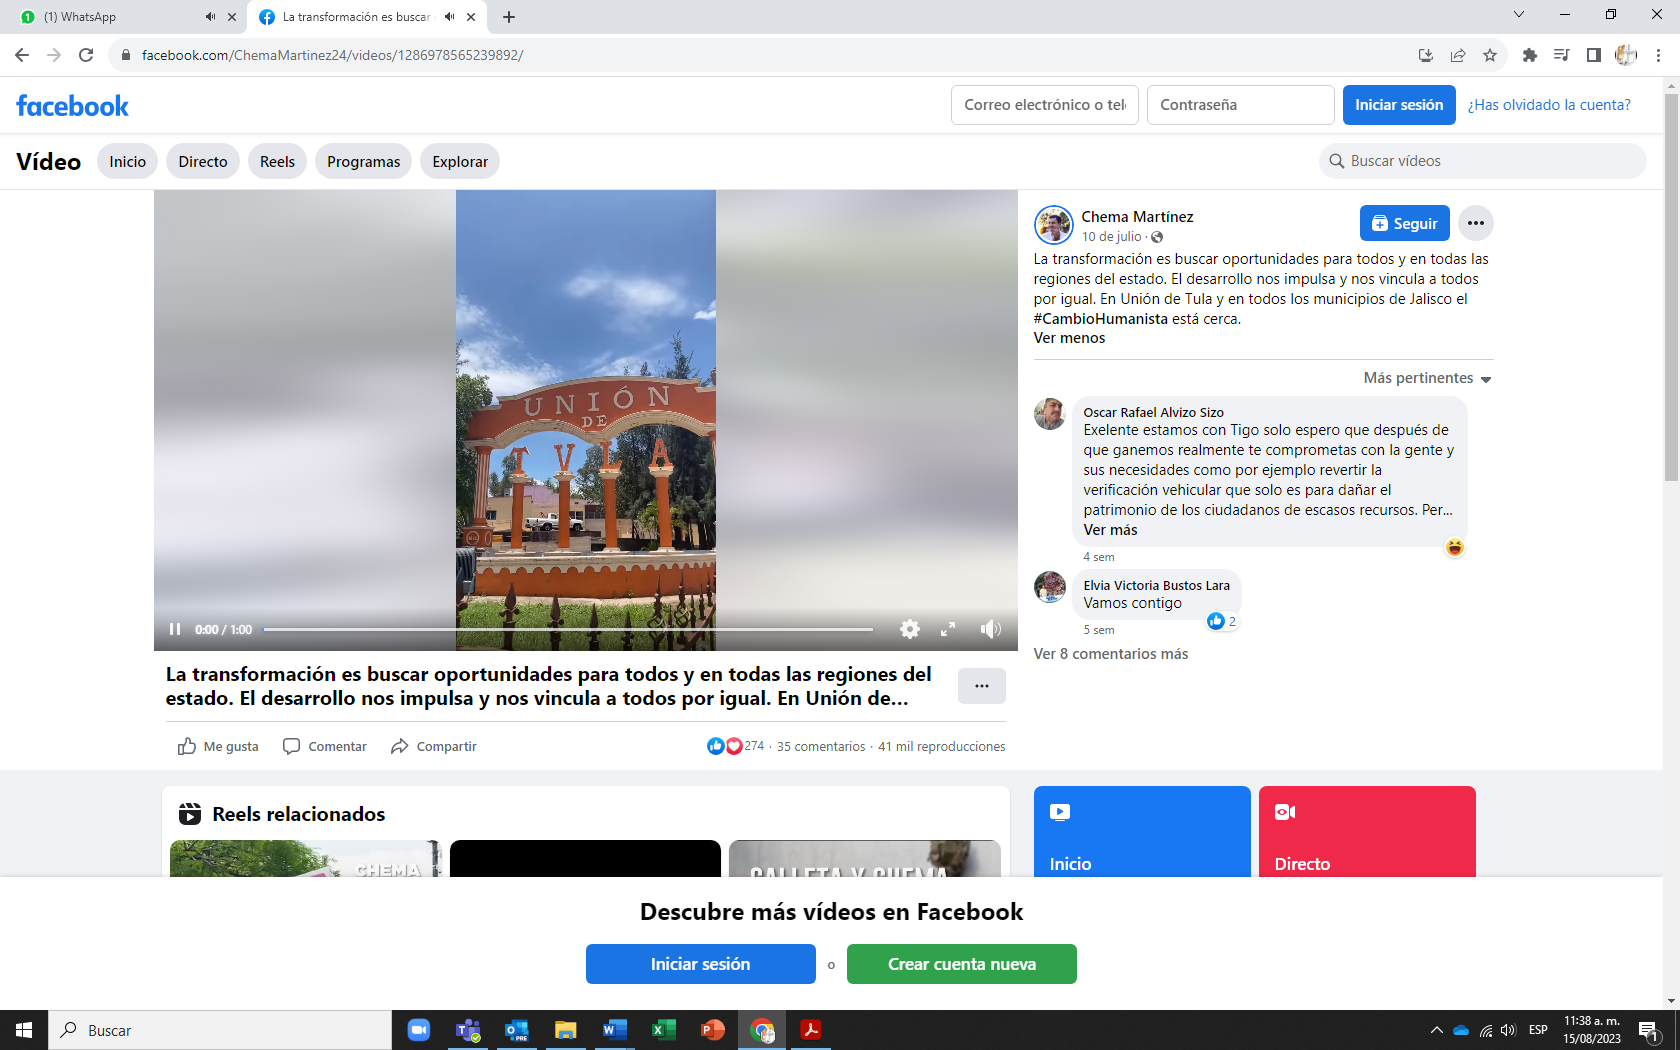 (1) WhatsApp
La transformación es buscar
facebook.com/ChemaMartinez24/videos/1286978565239892/
facebook
Correo electrónico o tel
Contraseña
Iniciar sesión
¿Has olvidado la cuenta?
Vídeo
Inicio
Directo
Reels
Programas
Explorar
Buscar vídeos
UNIÓN
DE
TVLA
0:00 / 1:00
Chema Martínez
10 de julio ·
Seguir
La transformación es buscar oportunidades para todos y en todas las
regiones del estado. El desarrollo nos impulsa y nos vincula a todos
por igual. En Unión de Tula y en todos los municipios de Jalisco el
#CambioHumanista está cerca.
Ver menos
Más pertinentes
Oscar Rafael Alvizo Sizo
Exelente estamos con Tigo solo espero que después de
que ganemos realmente te comprometas con la gente y
sus necesidades como por ejemplo revertir la
verificación vehicular que solo es para dañar el
patrimonio de los ciudadanos de escasos recursos. Per...
Ver más
4 sem
Elvia Victoria Bustos Lara
Vamos contigo
2
5 sem
Ver 8 comentarios más
La transformación es buscar oportunidades para todos y en todas las regiones del
estado. El desarrollo nos impulsa y nos vincula a todos por igual. En Unión de...
Me gusta
Comentar
Compartir
274 · 35 comentarios · 41 mil reproducciones
Reels relacionados
CHEMA
CALLETA Y CHEMA
Inicio
Directo
Descubre más vídeos en Facebook
Iniciar sesión
o
Crear cuenta nueva
Buscar
ESP
11:38 a. m.
15/08/2023
1